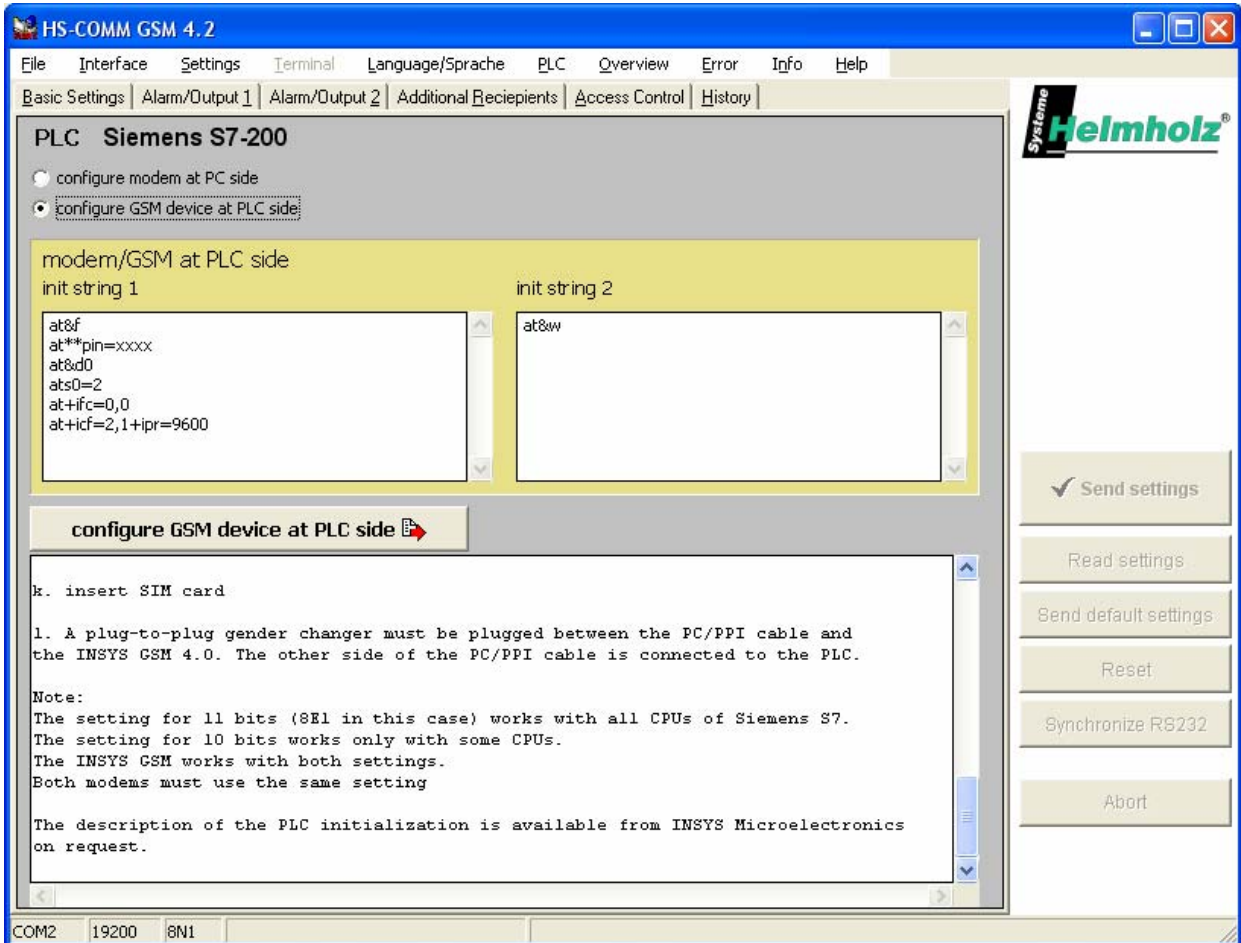 HS-COMM GSM 4.2
File Interface Settings Terminal Language/Sprache PLC Overview Error Info Help
Basic Settings Alarm/Output 1 Alarm/Output 2 Additional Reciepients Access Control History
Systeme Helmholz®
PLC Siemens S7-200
configure modem at PC side
configure GSM device at PLC side
modem/GSM at PLC side
init string 1 init string 2
at&f
at**pin=xxxx
at&d0
ats0=2
at+ifc=0,0
at+icf=2,1+ipr=9600
at&w
configure GSM device at PLC side
k. insert SIM card
l. A plug-to-plug gender changer must be plugged between the PC/PPI cable and
the INSYS GSM 4.0. The other side of the PC/PPI cable is connected to the PLC.
Note:
The setting for 11 bits (8E1 in this case) works with all CPUs of Siemens S7.
The setting for 10 bits works only with some CPUs.
The INSYS GSM works with both settings.
Both modems must use the same setting
The description of the PLC initialization is available from INSYS Microelectronics
on request.
Send settings
Read settings
Send default settings
Reset
Synchronize RS232
Abort
COM2 19200 8N1